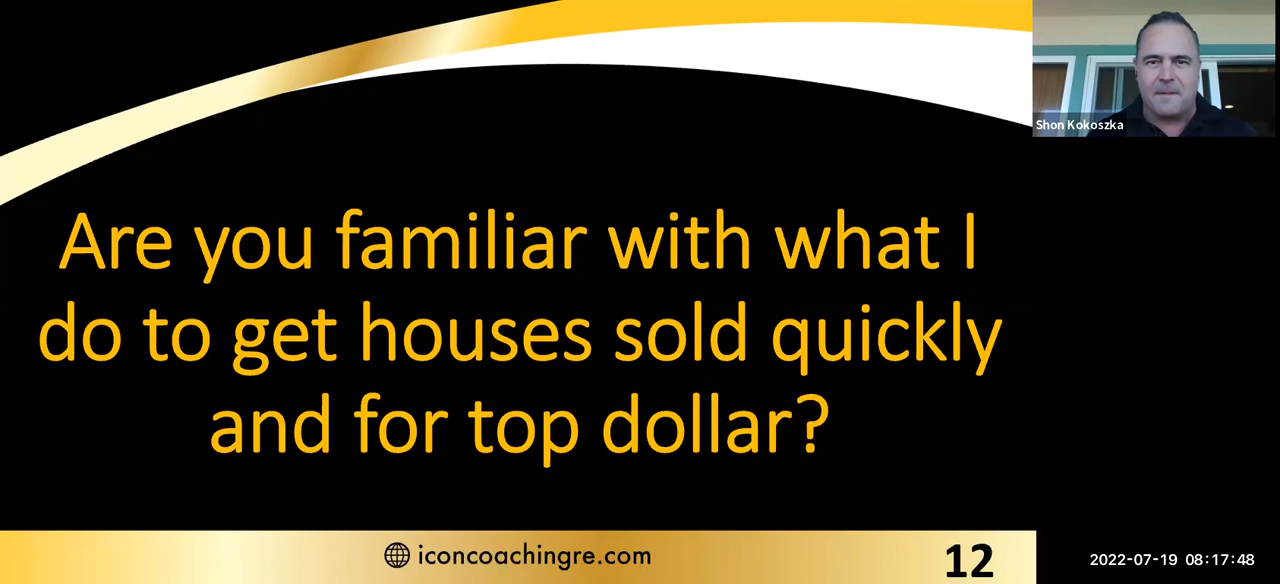 Shon Kokoszka
Are you familiar with what I
do to get houses sold quickly
and for top dollar?
iconcoachingre.com
12
2022-07-19 08:17:48